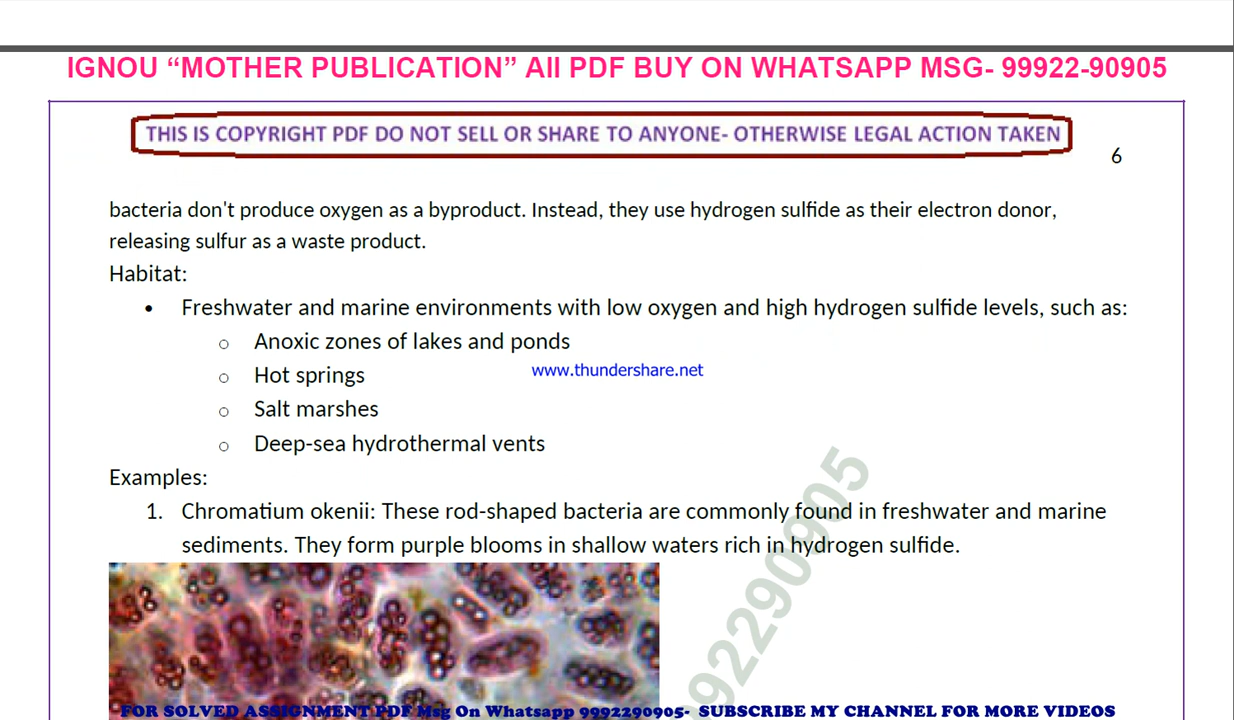 IGNOU “MOTHER PUBLICATION” All PDF BUY ON WHATSAPP MSG- 99922-90905
THIS IS COPYRIGHT PDF DO NOT SELL OR SHARE TO ANYONE- OTHERWISE LEGAL ACTION TAKEN
6
bacteria don't produce oxygen as a byproduct. Instead, they use hydrogen sulfide as their electron donor,
releasing sulfur as a waste product.
Habitat:
• Freshwater and marine environments with low oxygen and high hydrogen sulfide levels, such as:
o Anoxic zones of lakes and ponds
www.thundershare.net
o Hot springs
o Salt marshes
o Deep-sea hydrothermal vents
Examples:
1. Chromatium okenii: These rod-shaped bacteria are commonly found in freshwater and marine
sediments. They form purple blooms in shallow waters rich in hydrogen sulfide.
92290905
FOR SOLVED ASSIGNMENT PDF Msg On Whatsapp 9992290905- SUBSCRIBE MY CHANNEL FOR MORE VIDEOS